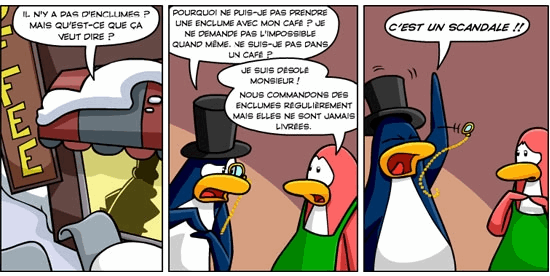 IL N'Y A PAS D'ENCLUMES ?
MAIS QU'EST-CE QUE ÇA
VEUT DIRE ?
COFFEE
POURQUOI NE PUIS-JE PAS PRENDRE
UNE ENCLUME AVEC MON CAFÉ ? JE
NE DEMANDE PAS L'IMPOSSIBLE
QUAND MÊME. NE SUIS-JE PAS DANS
UN CAFÉ ?
JE SUIS DÉSOLÉ
MONSIEUR !
NOUS COMMANDONS DES
ENCLUMES RÉGULIÈREMENT
MAIS ELLES NE SONT JAMAIS
LIVRÉES.
C'EST UN SCANDALE !!